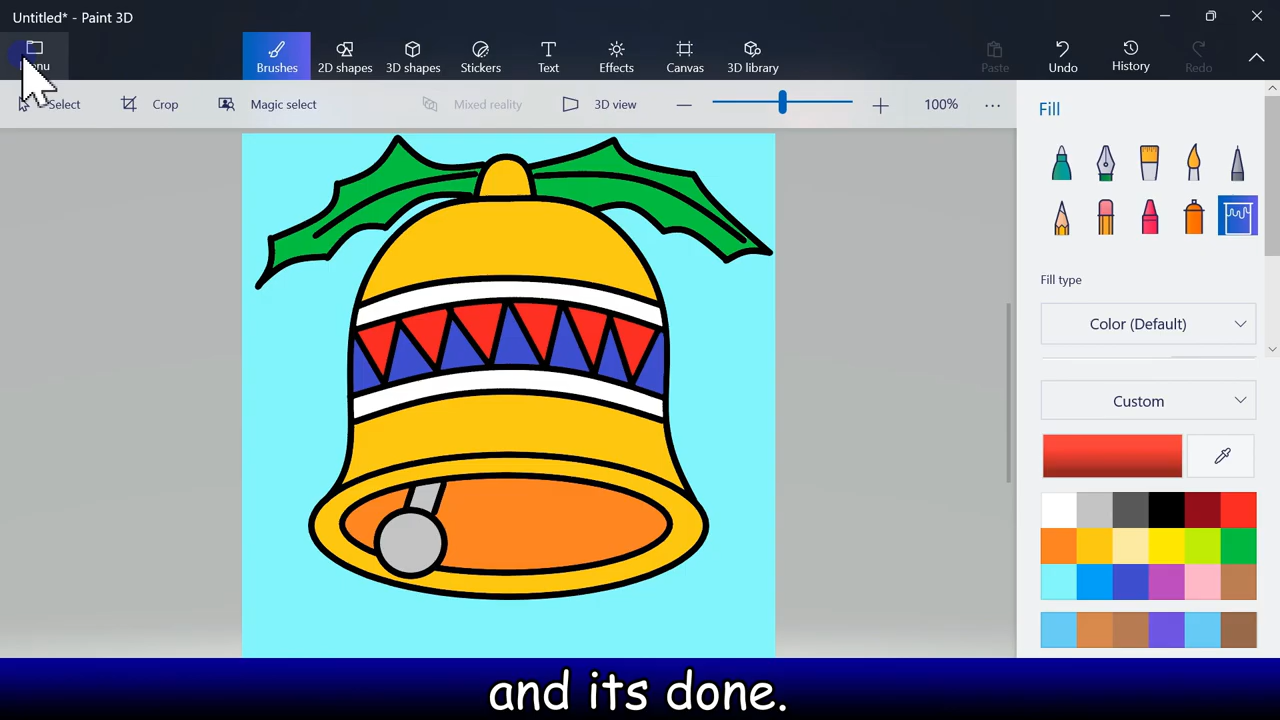 Untitled* - Paint 3D
Menu
Brushes
2D shapes
3D shapes
Stickers
Text
Effects
Canvas
3D library
Paste
Undo
History
Redo
Select
Crop
Magic select
Mixed reality
3D view
100%
Fill
Fill type
Color (Default)
Custom
and its done.